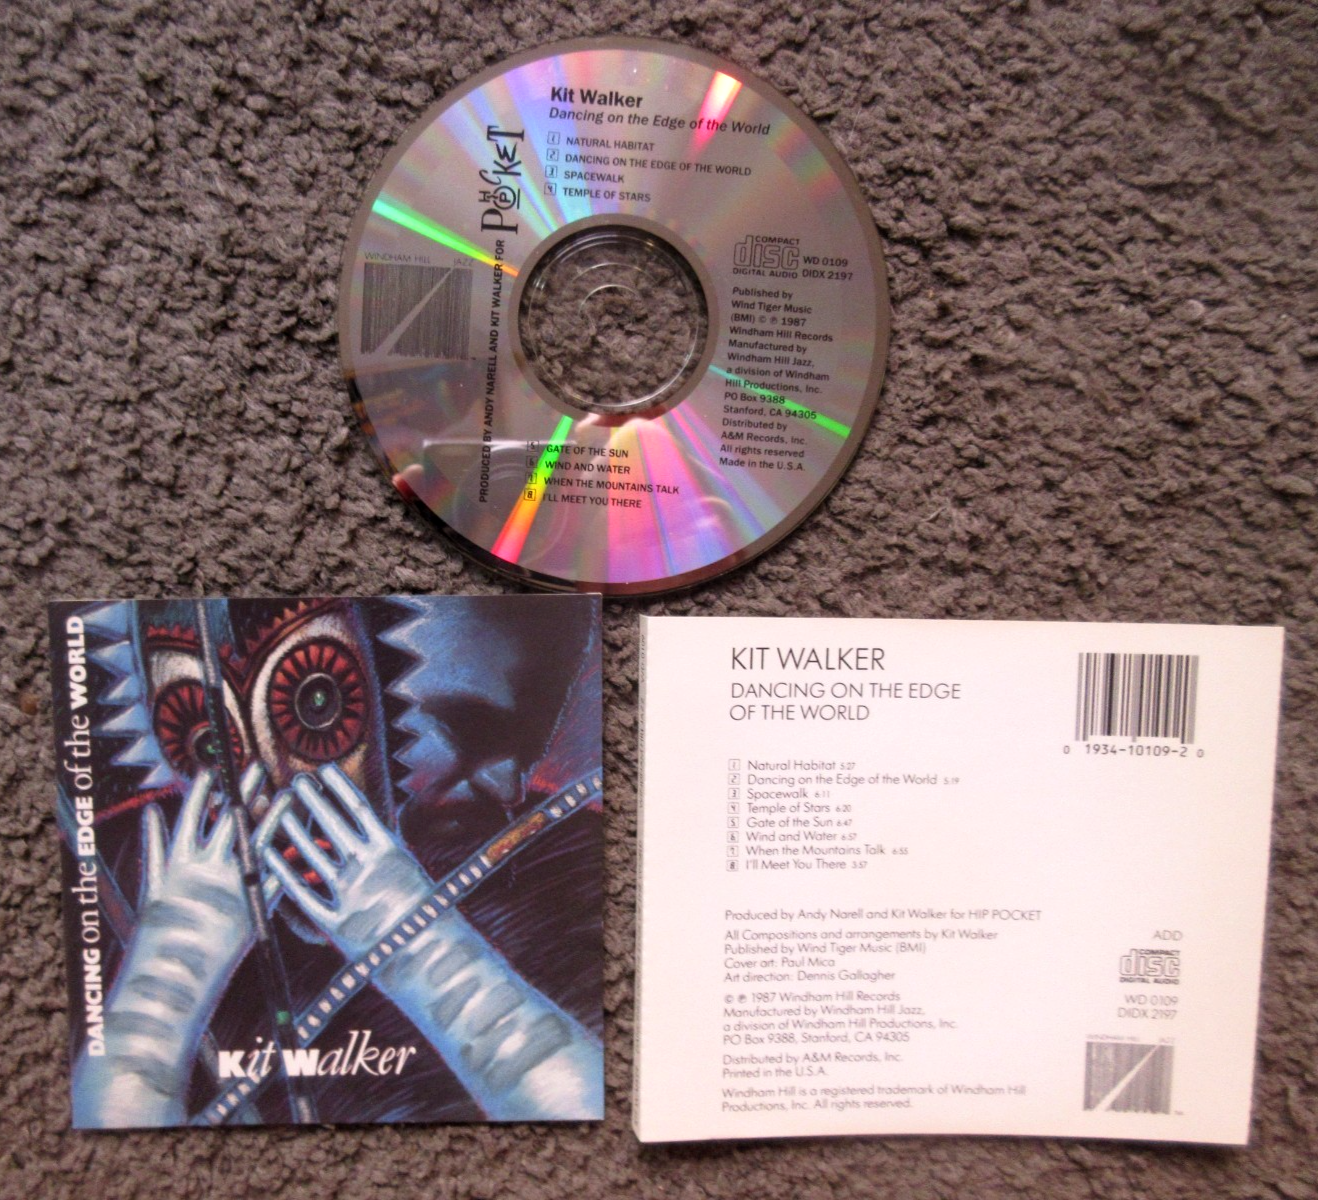 Kit Walker
Dancing on the Edge of the World
1 NATURAL HABITAT
2 DANCING ON THE EDGE OF THE WORLD
3 SPACEWALK
4 TEMPLE OF STARS
PRODUCED BY ANDY NARELL AND KIT WALKER FOR
HIP POCKET
WINDHAM HILL JAZZ
COMPACT
disc
DIGITAL AUDIO
WD 0109
DIDX 2197
Published by
Wind Tiger Music
(BMI) © ℗ 1987
Windham Hill Records
Manufactured by
Windham Hill Jazz,
a division of Windham
Hill Productions, Inc.
PO Box 9388
Stanford, CA 94305
Distributed by
A&M Records, Inc.
All rights reserved
Made in the U.S.A.
5 GATE OF THE SUN
6 WIND AND WATER
7 WHEN THE MOUNTAINS TALK
8 I'LL MEET YOU THERE
DANCING on the EDGE of the WORLD
Kit Walker
KIT WALKER
DANCING ON THE EDGE
OF THE WORLD
0 1934-10109-2 0
1 Natural Habitat 5:27
2 Dancing on the Edge of the World 5:19
3 Spacewalk 6:11
4 Temple of Stars 6:20
5 Gate of the Sun 6:47
6 Wind and Water 6:57
7 When the Mountains Talk 6:55
8 I'll Meet You There 3:57
Produced by Andy Narell and Kit Walker for HIP POCKET
All Compositions and arrangements by Kit Walker
Published by Wind Tiger Music (BMI)
Cover art: Paul Mica
Art direction: Dennis Gallagher
© ℗ 1987 Windham Hill Records
Manufactured by Windham Hill Jazz,
a division of Windham Hill Productions, Inc.
PO Box 9388, Stanford, CA 94305
Distributed by A&M Records, Inc.
Printed in the U.S.A.
Windham Hill is a registered trademark of Windham Hill
Productions, Inc. All rights reserved.
ADD
COMPACT
disc
DIGITAL AUDIO
WD 0109
DIDX 2197
WINDHAM HILL JAZZ